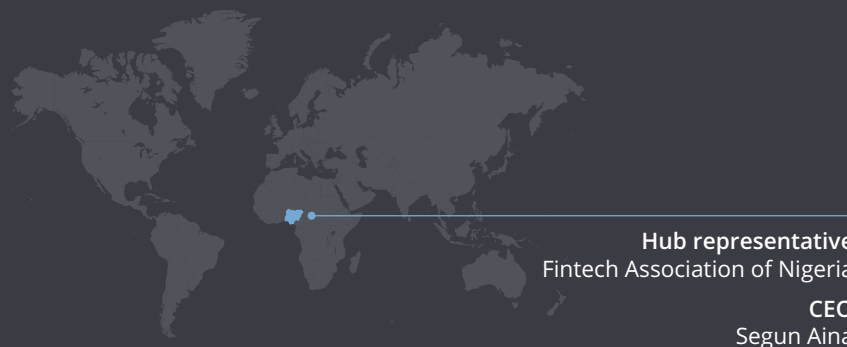 Hub representative
Fintech Association of Nigeria
CEO
Segun Aina